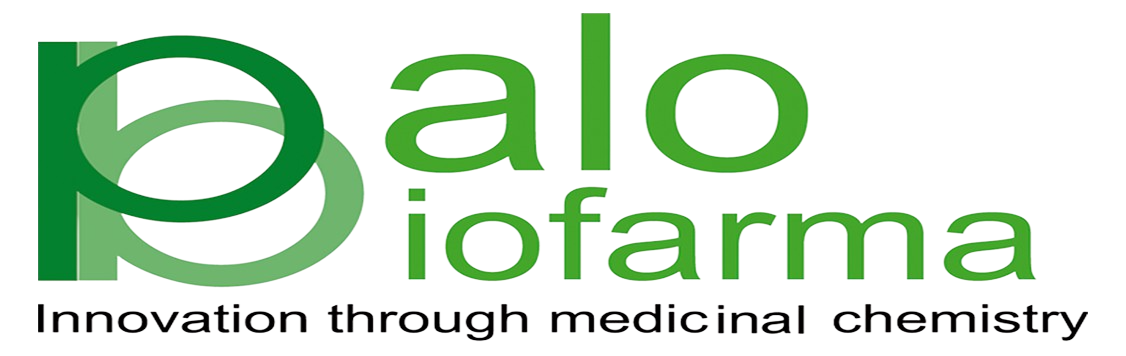 palo
biofarma
Innovation through medicinal chemistry